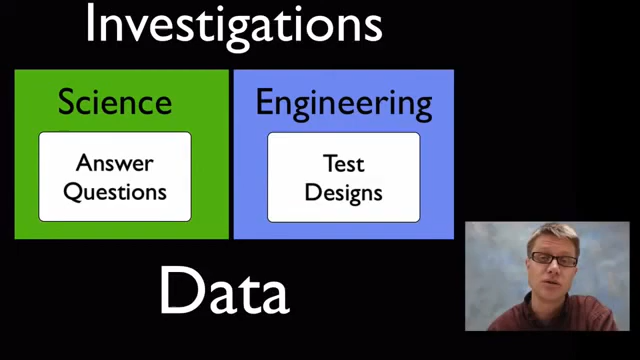 Investigations
Science
Engineering
Answer
Questions
Test
Designs
Data